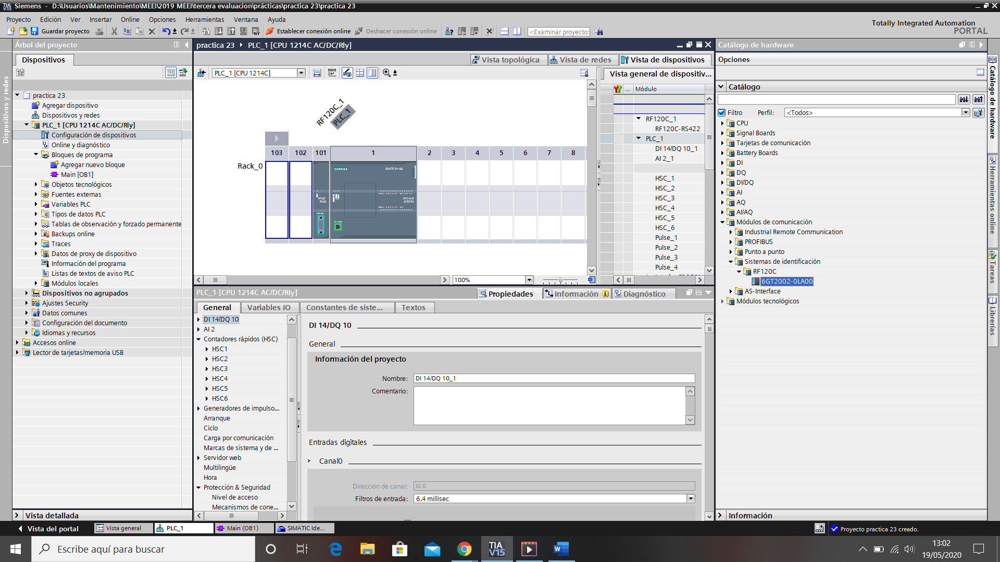 Siemens - D:\Usuarios\Mantenimiento\MEEI\2019 MEEI\tercera evaluacion\prácticas\practica 23\practica 23
Proyecto Edición Ver Insertar Online Opciones Herramientas Ventana Ayuda
Totally Integrated Automation
PORTAL
Guardar proyecto
Establecer conexión online
Deshacer conexión online
<Examinar proyecto>
Árbol del proyecto
Dispositivos
Dispositivos y redes
practica 23
Agregar dispositivo
Dispositivos y redes
PLC_1 [CPU 1214C AC/DC/Rly]
Configuración de dispositivos
Online y diagnóstico
Bloques de programa
Agregar nuevo bloque
Main [OB1]
Objetos tecnológicos
Fuentes externas
Variables PLC
Tipos de datos PLC
Tablas de observación y forzado permanente
Backups online
Traces
Datos de proxy de dispositivo
Información del programa
Listas de textos de aviso PLC
Módulos locales
Dispositivos no agrupados
Ajustes Security
Datos comunes
Configuración del documento
Idiomas y recursos
Accesos online
Lector de tarjetas/memoria USB
Vista detallada
practica 23 PLC_1 [CPU 1214C AC/DC/Rly]
Vista topológica
Vista de redes
Vista de dispositivos
PLC_1 [CPU 1214C]
RF120C_1
PLC_1
103 102 101 1 2 3 4 5 6 7 8
Rack_0
SIEMENS
100%
Vista general de dispositiv...
... Módulo
RF120C_1
RF120C-RS422
PLC_1
DI 14/DQ 10_1
AI 2_1
HSC_1
HSC_2
HSC_3
HSC_4
HSC_5
HSC_6
Pulse_1
Pulse_2
Pulse_3
Pulse_4
PLC_1 [CPU 1214C AC/DC/Rly]
Propiedades
Información
Diagnóstico
General
Variables IO
Constantes de siste...
Textos
DI 14/DQ 10
AI 2
Contadores rápidos (HSC)
HSC1
HSC2
HSC3
HSC4
HSC5
HSC6
Generadores de impulso...
Arranque
Ciclo
Carga por comunicación
Marcas de sistema y de ...
Servidor web
Multilingüe
Hora
Protección & Seguridad
Nivel de acceso
Mecanismos de cone...
DI 14/DQ 10
General
Información del proyecto
Nombre: DI 14/DQ 10_1
Comentario:
Entradas digitales
Canal0
Dirección de canal: I0.0
Filtros de entrada: 6.4 millisec
Catálogo de hardware
Opciones
Catálogo
Filtro Perfil: <Todos>
CPU
Signal Boards
Tarjetas de comunicación
Battery Boards
DI
DQ
DI/DQ
AI
AQ
AI/AQ
Módulos de comunicación
Industrial Remote Communication
PROFIBUS
Punto a punto
Sistemas de identificación
RF120C
6GT2002-0LA00
AS-Interface
Módulos tecnológicos
Información
Catálogo de hardware
Herramientas online
Tareas
Librerías
Vista del portal
Vista general
PLC_1
Main (OB1)
SIMATIC Ide...
Proyecto practica 23 creado.
Escribe aquí para buscar
TIA
V15
13:02
19/05/2020